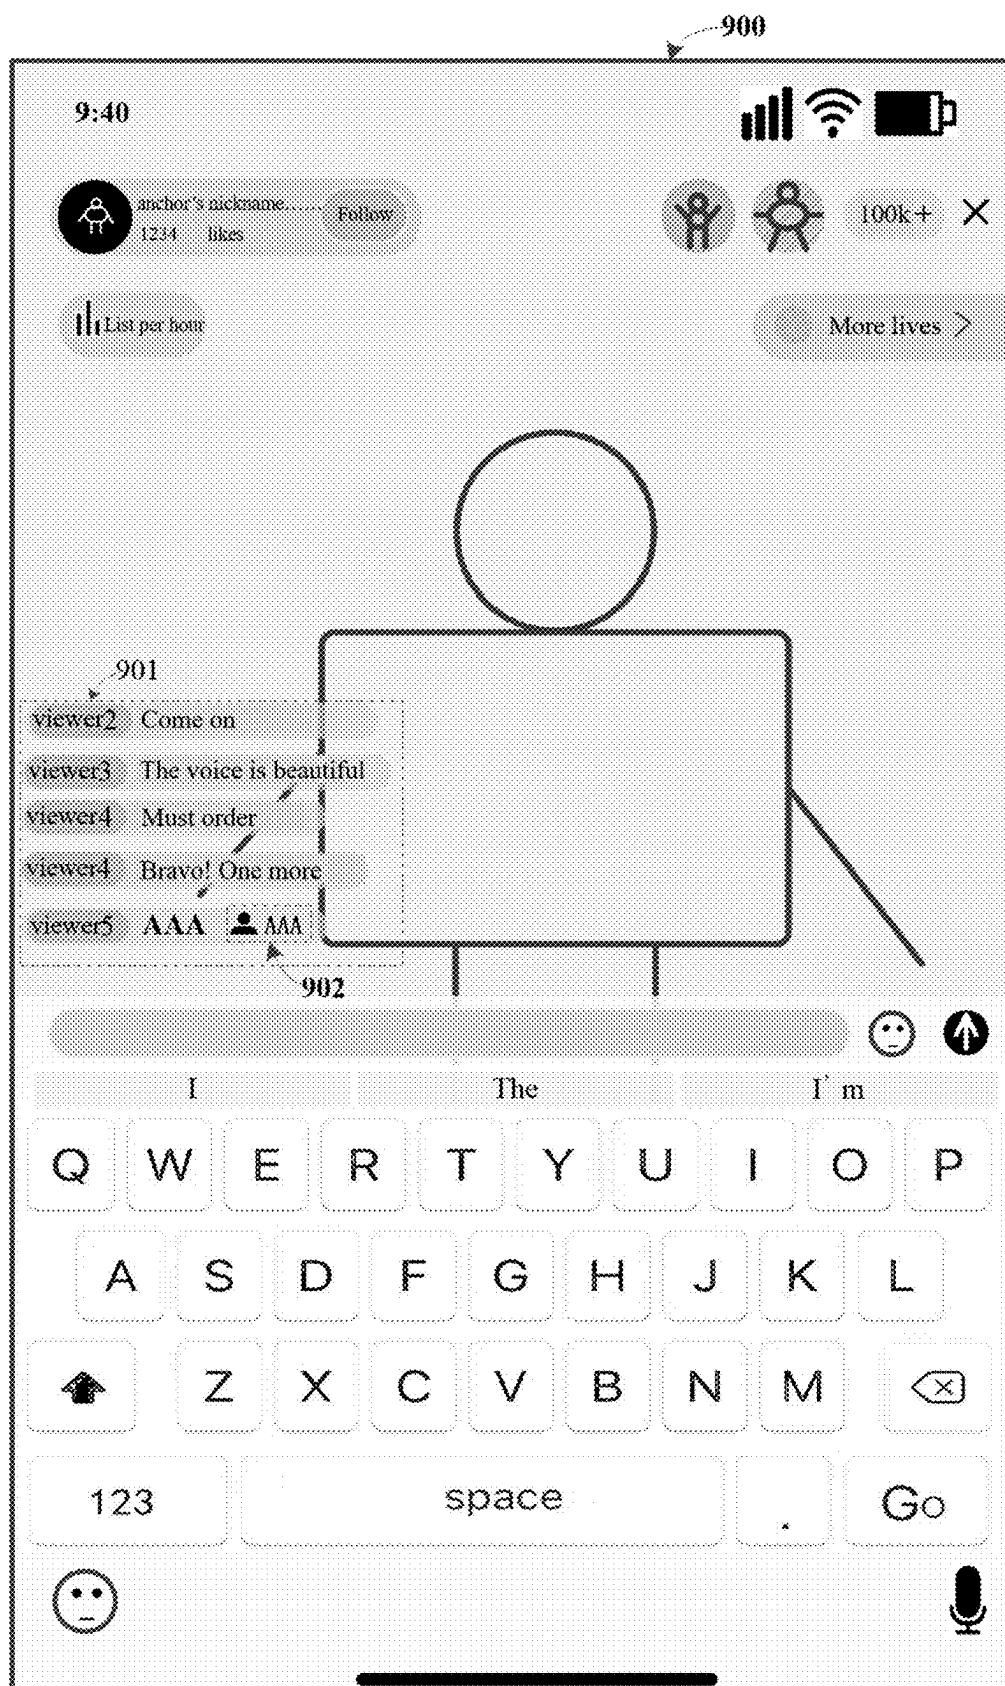 900
9:40
anchor's nickname...... Follow
1234 likes
100k+
List per hour
More lives
901
viewer2 Come on
viewer3 The voice is beautiful
viewer4 Must order
viewer4 Bravo! One more
viewer5 AAA AAA
902
I The I'm
Q W E R T Y U I O P
A S D F G H J K L
Z X C V B N M
123 space . Go